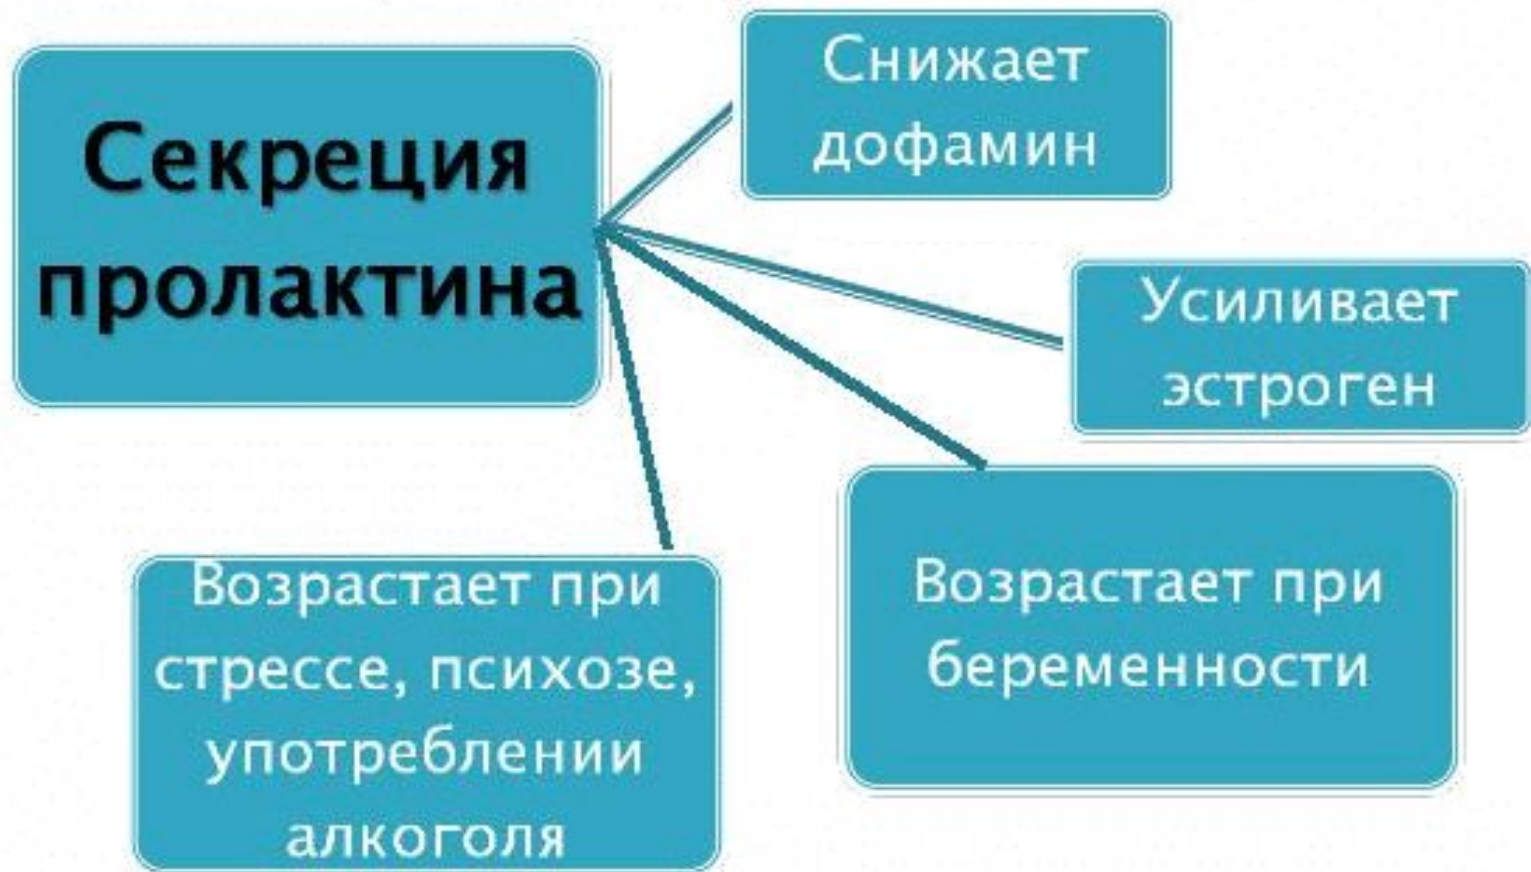 Секреция
пролактина
Снижает
дофамин
Усиливает
эстроген
Возрастает при
беременности
Возрастает при
стрессе, психозе,
употреблении
алкоголя